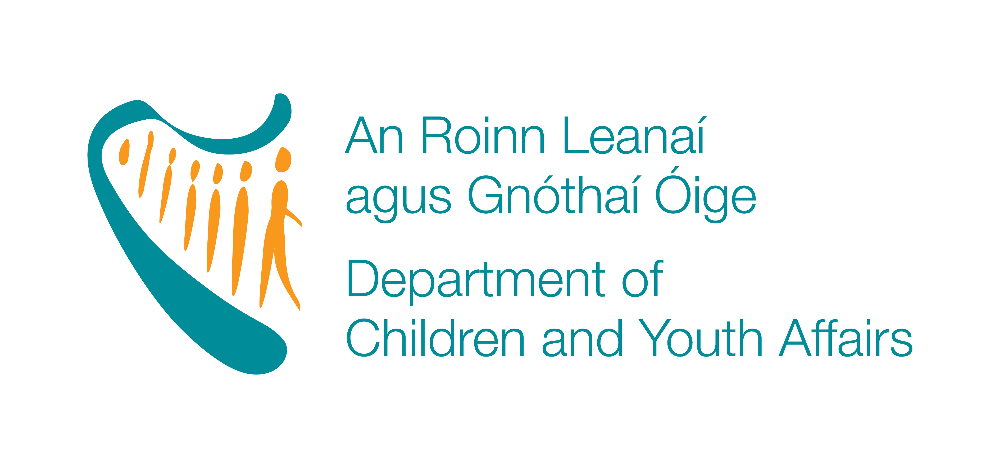 An Roinn Leanaí
agus Gnóthaí Óige
Department of
Children and Youth Affairs